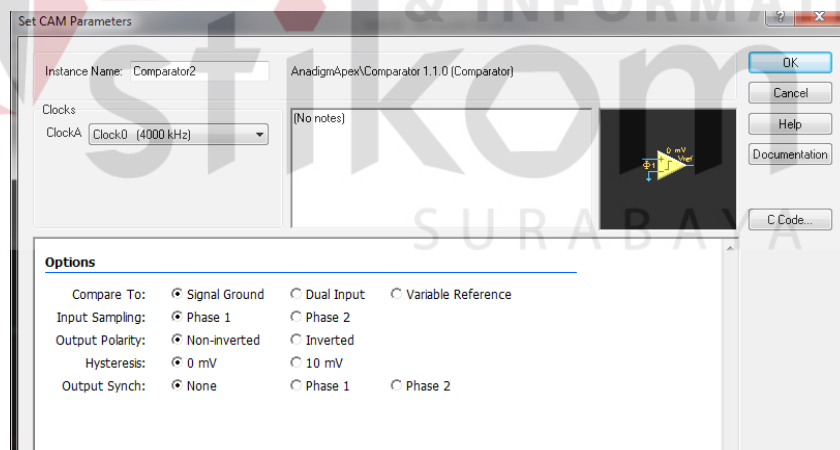 & INFORMA
Set CAM Parameters
stikom
SURABAYA
Instance Name: Comparator2
AnadigmApex\Comparator 1.1.0 (Comparator)
OK
Cancel
Help
Documentation
C Code...
Clocks
ClockA Clock0 (4000 kHz)
(No notes)
0 mV
Vref
Φ1
Options
Compare To: Signal Ground Dual Input Variable Reference
Input Sampling: Phase 1 Phase 2
Output Polarity: Non-inverted Inverted
Hysteresis: 0 mV 10 mV
Output Synch: None Phase 1 Phase 2